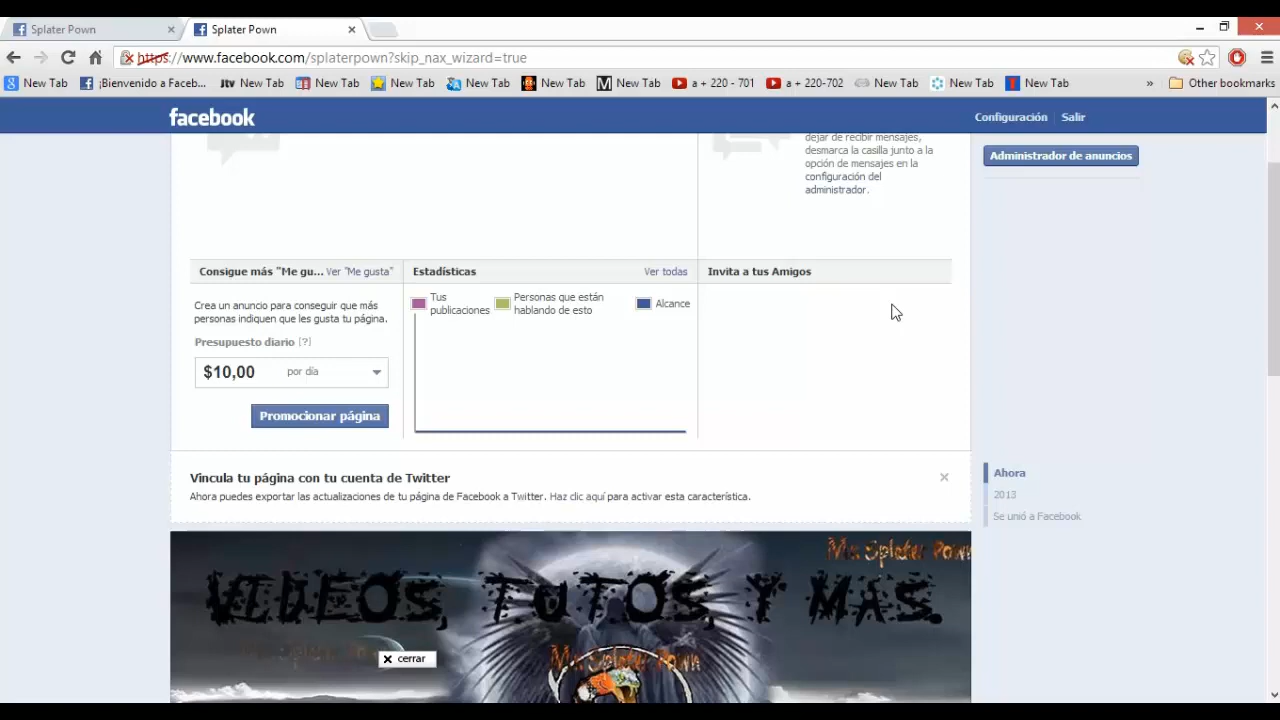 Splater Pown
Splater Pown
https://www.facebook.com/splaterpown?skip_nax_wizard=true
New Tab
¡Bienvenido a Faceb...
jtv New Tab
New Tab
New Tab
New Tab
New Tab
M New Tab
a + 220 - 701
a + 220-702
New Tab
New Tab
New Tab
»
Other bookmarks
facebook
Configuración
Salir
dejar de recibir mensajes,
desmarca la casilla junto a la
opción de mensajes en la
configuración del
administrador.
Administrador de anuncios
Consigue más "Me gu... Ver "Me gusta"
Estadísticas
Ver todas
Invita a tus Amigos
Crea un anuncio para conseguir que más
personas indiquen que les gusta tu página.
Presupuesto diario [?]
$10,00 por día
Promocionar página
Tus
publicaciones
Personas que están
hablando de esto
Alcance
Vincula tu página con tu cuenta de Twitter
Ahora puedes exportar las actualizaciones de tu página de Facebook a Twitter. Haz clic aquí para activar esta característica.
Ahora
2013
Se unió a Facebook
Mr. Splater Pown
VIDEOS, TUTOS, Y MAS.
Mr. Splater Pown
cerrar